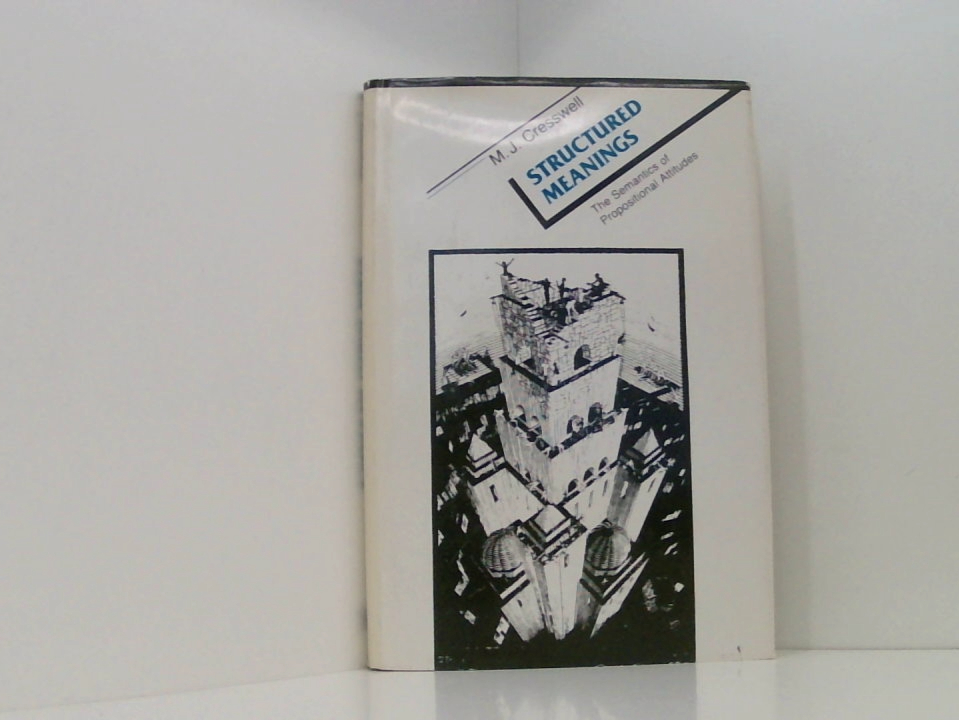 M. J. Cresswell
STRUCTURED
MEANINGS
The Semantics of
Propositional Attitudes